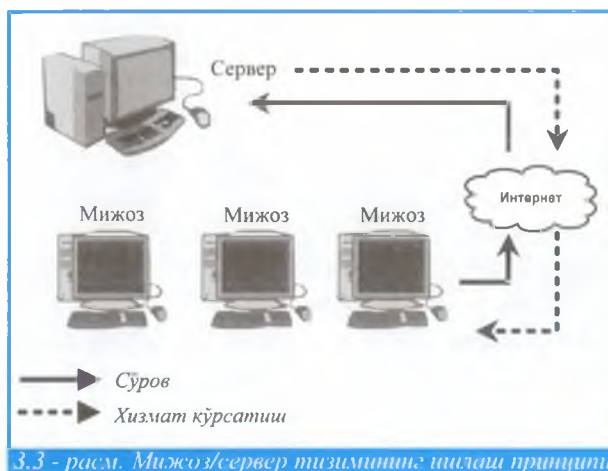 Сервер
Интернет
Мижоз Мижоз Мижоз
Сўров
Хизмат кўрсатиш
3.3 - расм. Мижоз/сервер тизимининг ишлаш принципи